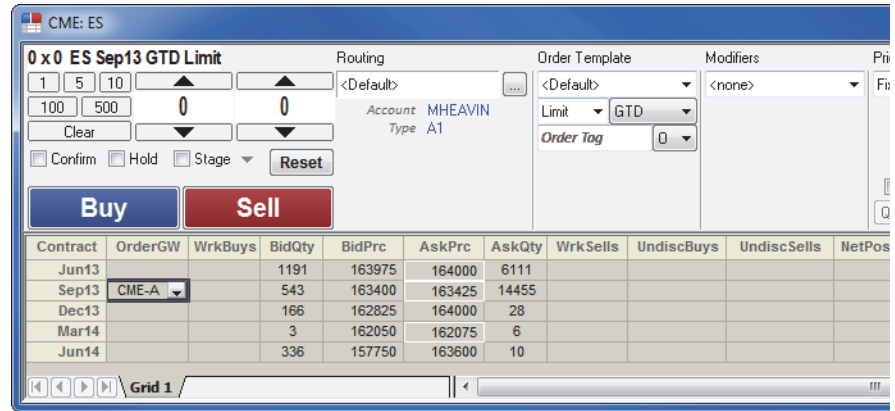 CME: ES
0 x 0 ES Sep13 GTD Limit
Routing
Order Template
Modifiers
1 5 10
<Default>
...
<Default>
<none>
100 500
0
0
Account MHEAVIN
Limit
GTD
Clear
Type A1
Order Tag
0
Confirm
Hold
Stage
Reset
Buy
Sell
Contract OrderGW WrkBuys BidQty BidPrc AskPrc AskQty WrkSells UndiscBuys UndiscSells NetPos
Jun13 1191 163975 164000 6111
Sep13 CME-A 543 163400 163425 14455
Dec13 166 162825 164000 28
Mar14 3 162050 162075 6
Jun14 336 157750 163600 10
Grid 1